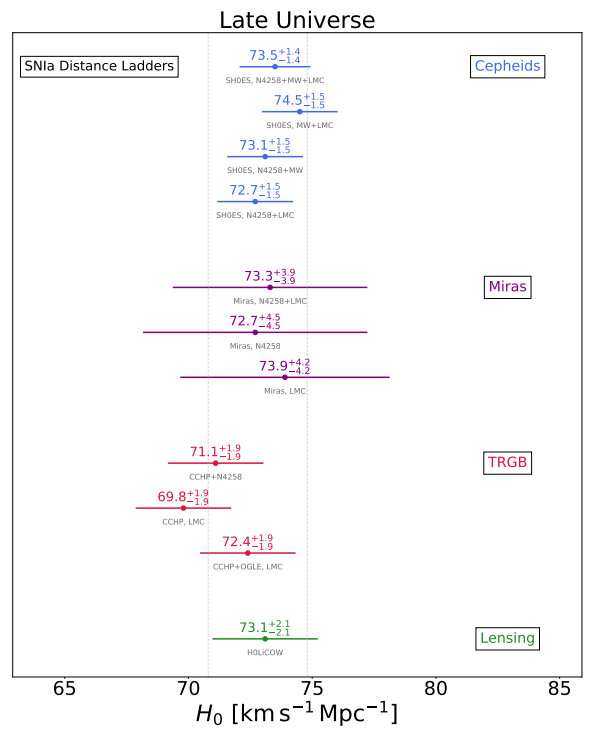 Late Universe
SNIa Distance Ladders
Cepheids
73.5+1.4−1.4
SH0ES, N4258+MW+LMC
74.5+1.5−1.5
SH0ES, MW+LMC
73.1+1.5−1.5
SH0ES, N4258+MW
72.7+1.5−1.5
SH0ES, N4258+LMC
Miras
73.3+3.9−3.9
Miras, N4258+LMC
72.7+4.5−4.5
Miras, N4258
73.9+4.2−4.2
Miras, LMC
TRGB
71.1+1.9−1.9
CCHP+N4258
69.8+1.9−1.9
CCHP, LMC
72.4+1.9−1.9
CCHP+OGLE, LMC
Lensing
73.1+2.1−2.1
H0LiCOW
65 70 75 80 85
H₀ [km s⁻¹ Mpc⁻¹]